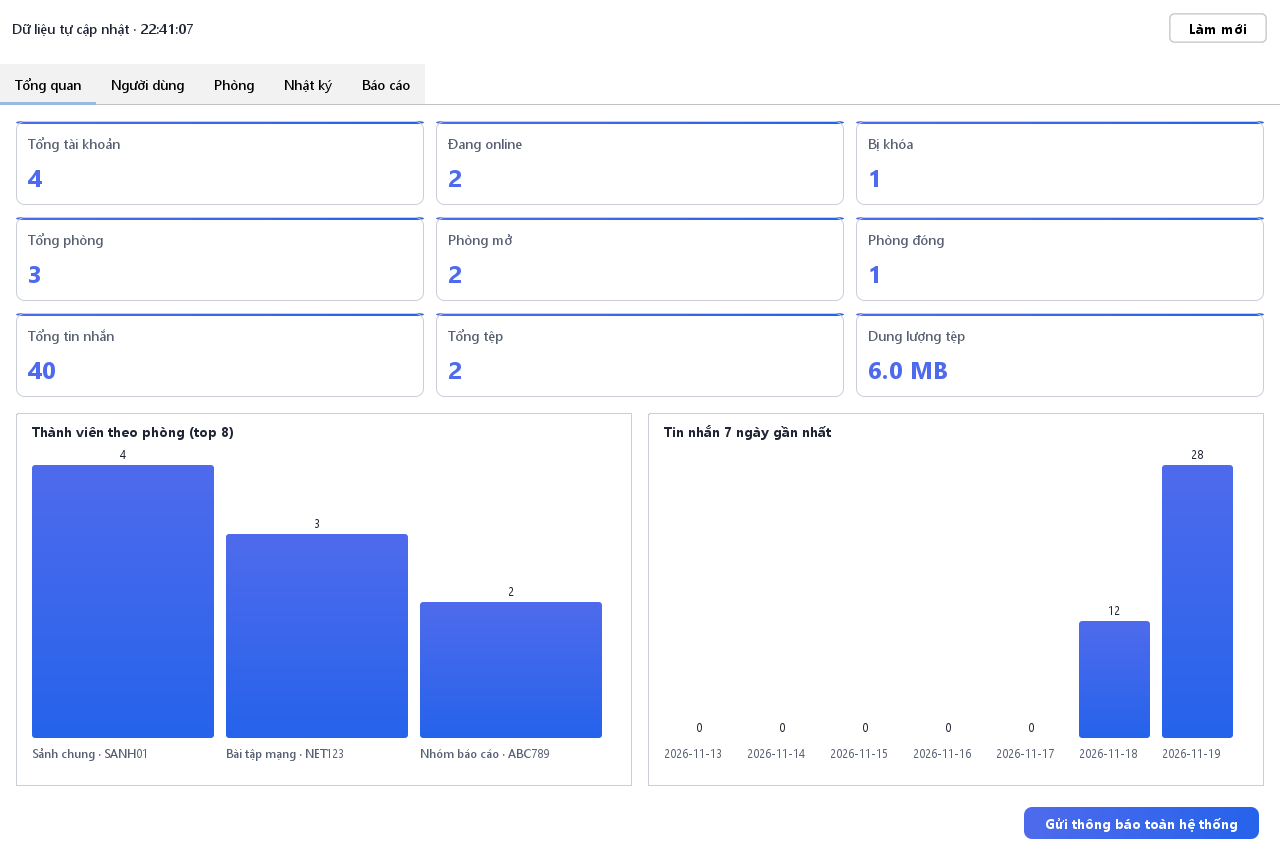 Dữ liệu tự cập nhật · 22:41:07
Làm mới
Tổng quan
Người dùng
Phòng
Nhật ký
Báo cáo
Tổng tài khoản
Đang online
Bị khóa
4
2
1
Tổng phòng
Phòng mở
Phòng đóng
3
2
1
Tổng tin nhắn
Tổng tệp
Dung lượng tệp
40
2
6.0 MB
Thành viên theo phòng (top 8)
4
3
2
Sảnh chung · SANH01
Bài tập mạng · NET123
Nhóm báo cáo · ABC789
Tin nhắn 7 ngày gần nhất
0
0
0
0
0
12
28
2026-11-13
2026-11-14
2026-11-15
2026-11-16
2026-11-17
2026-11-18
2026-11-19
Gửi thông báo toàn hệ thống